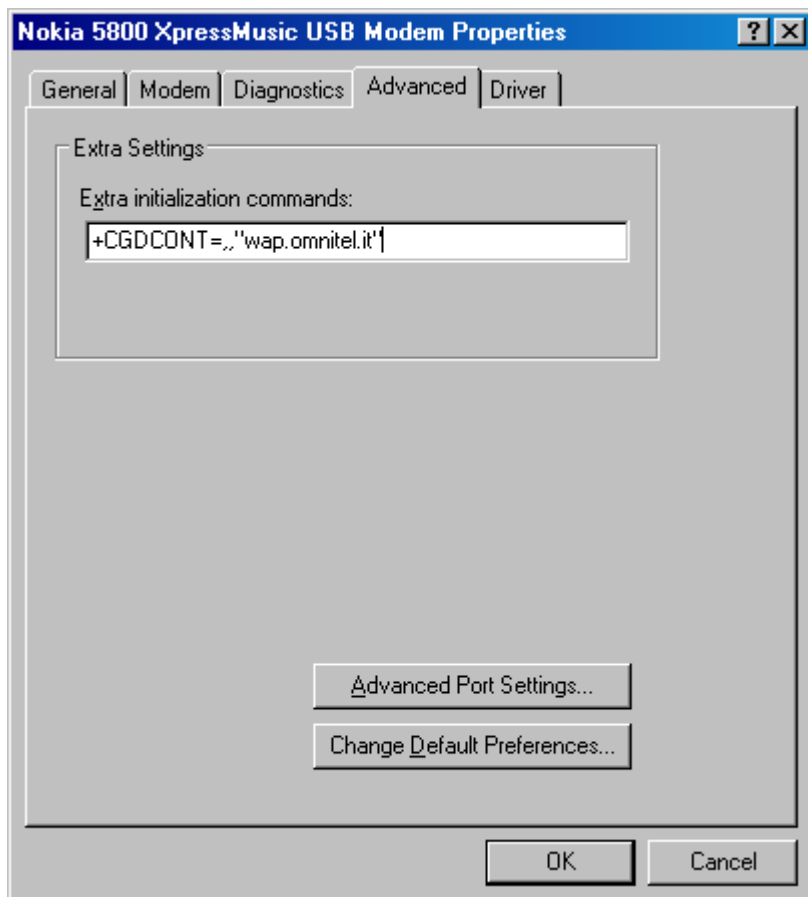 Nokia 5800 XpressMusic USB Modem Properties
General Modem Diagnostics Advanced Driver
Extra Settings
Extra initialization commands:
+CGDCONT=,,"wap.omnitel.it"
Advanced Port Settings...
Change Default Preferences...
OK Cancel